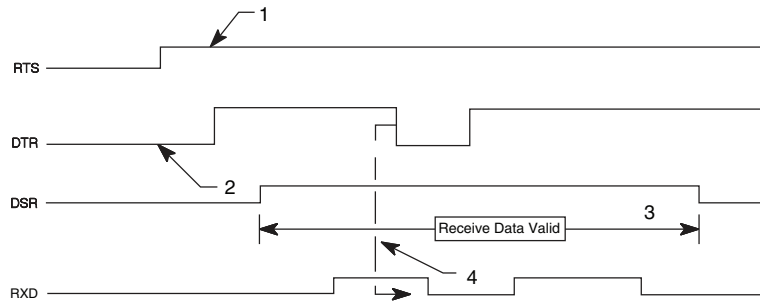 1
RTS
DTR
2
DSR
Receive Data Valid
3
4
RXD